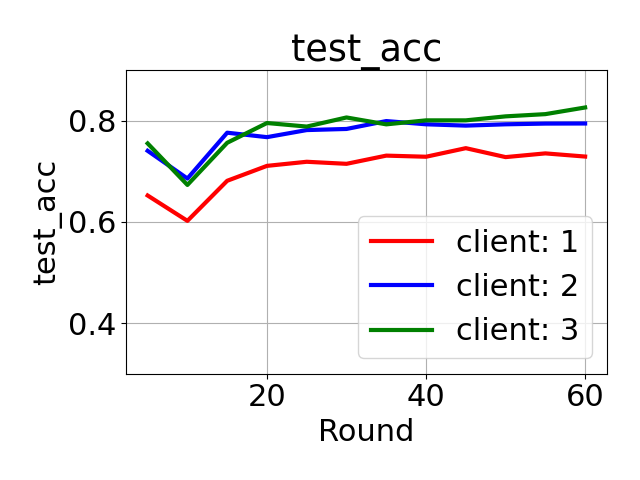 test_acc
test_acc
0.8
0.6
0.4
client: 1
client: 2
client: 3
20 40 60
Round